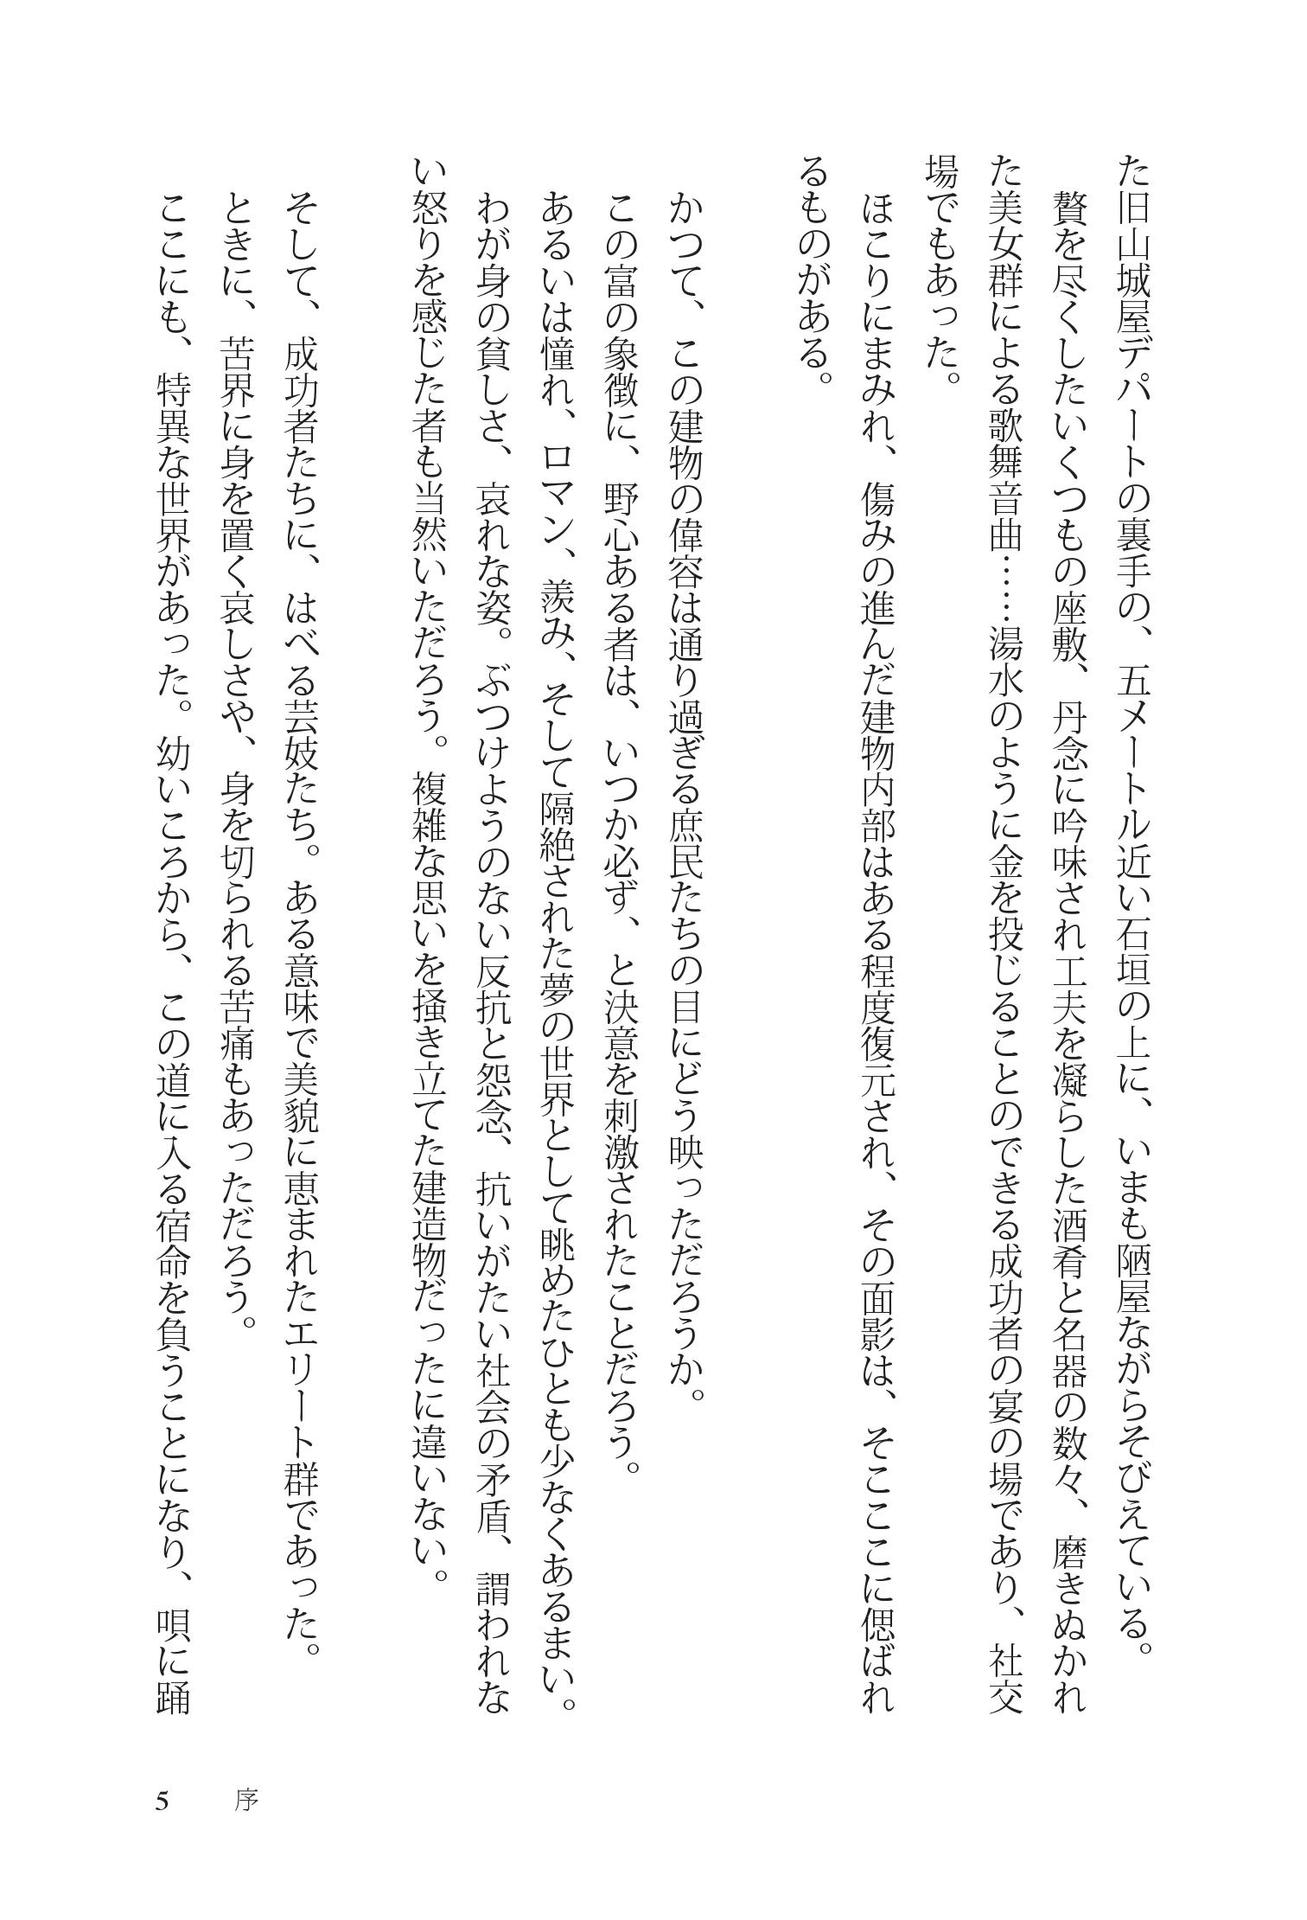 た旧山城屋デパートの裏手の、五メートル近い石垣の上に、いまも陋屋ながらそびえている。
贅を尽くしたいくつもの座敷、丹念に吟味され工夫を凝らした酒肴と名器の数々、磨きぬかれ
た美女群による歌舞音曲……湯水のように金を投じることのできる成功者の宴の場であり、社交
場でもあった。
ほこりにまみれ、傷みの進んだ建物内部はある程度復元され、その面影は、そこここに偲ばれ
るものがある。
かつて、この建物の偉容は通り過ぎる庶民たちの目にどう映っただろうか。
この富の象徴に、野心ある者は、いつか必ず、と決意を刺激されたことだろう。
あるいは憧れ、ロマン、羨み、そして隔絶された夢の世界として眺めたひとも少なくあるまい。
わが身の貧しさ、哀れな姿。ぶつけようのない反抗と怨念、抗いがたい社会の矛盾、謂われな
い怒りを感じた者も当然いただろう。複雑な思いを掻き立てた建造物だったに違いない。
そして、成功者たちに、はべる芸妓たち。ある意味で美貌に恵まれたエリート群であった。
ときに、苦界に身を置く哀しさや、身を切られる苦痛もあっただろう。
ここにも、特異な世界があった。幼いころから、この道に入る宿命を負うことになり、唄に踊
5 序